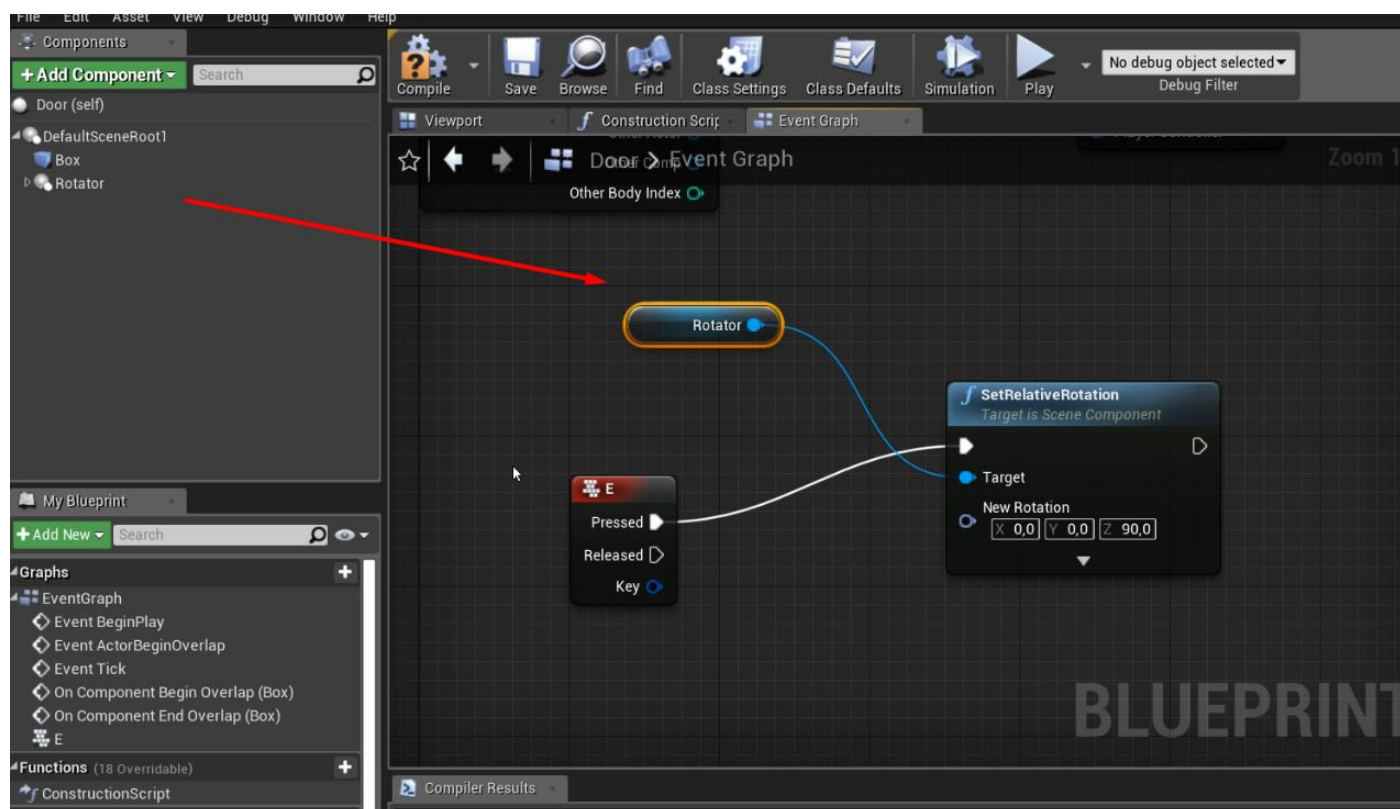 File Edit Asset View Debug Window Help
Components
+Add Component Search
Door (self)
DefaultSceneRoot1
Box
Rotator
Compile Save Browse Find Class Settings Class Defaults Simulation Play
No debug object selected
Debug Filter
Viewport Construction Scrip Event Graph
Door > Event Graph
Zoom 1
Other Body Index
Rotator
SetRelativeRotation
Target is Scene Component
Target
New Rotation
X 0,0 Y 0,0 Z 90,0
E
Pressed
Released
Key
BLUEPRINT
My Blueprint
+Add New Search
Graphs
EventGraph
Event BeginPlay
Event ActorBeginOverlap
Event Tick
On Component Begin Overlap (Box)
On Component End Overlap (Box)
E
Functions (18 Overridable)
ConstructionScript
Compiler Results